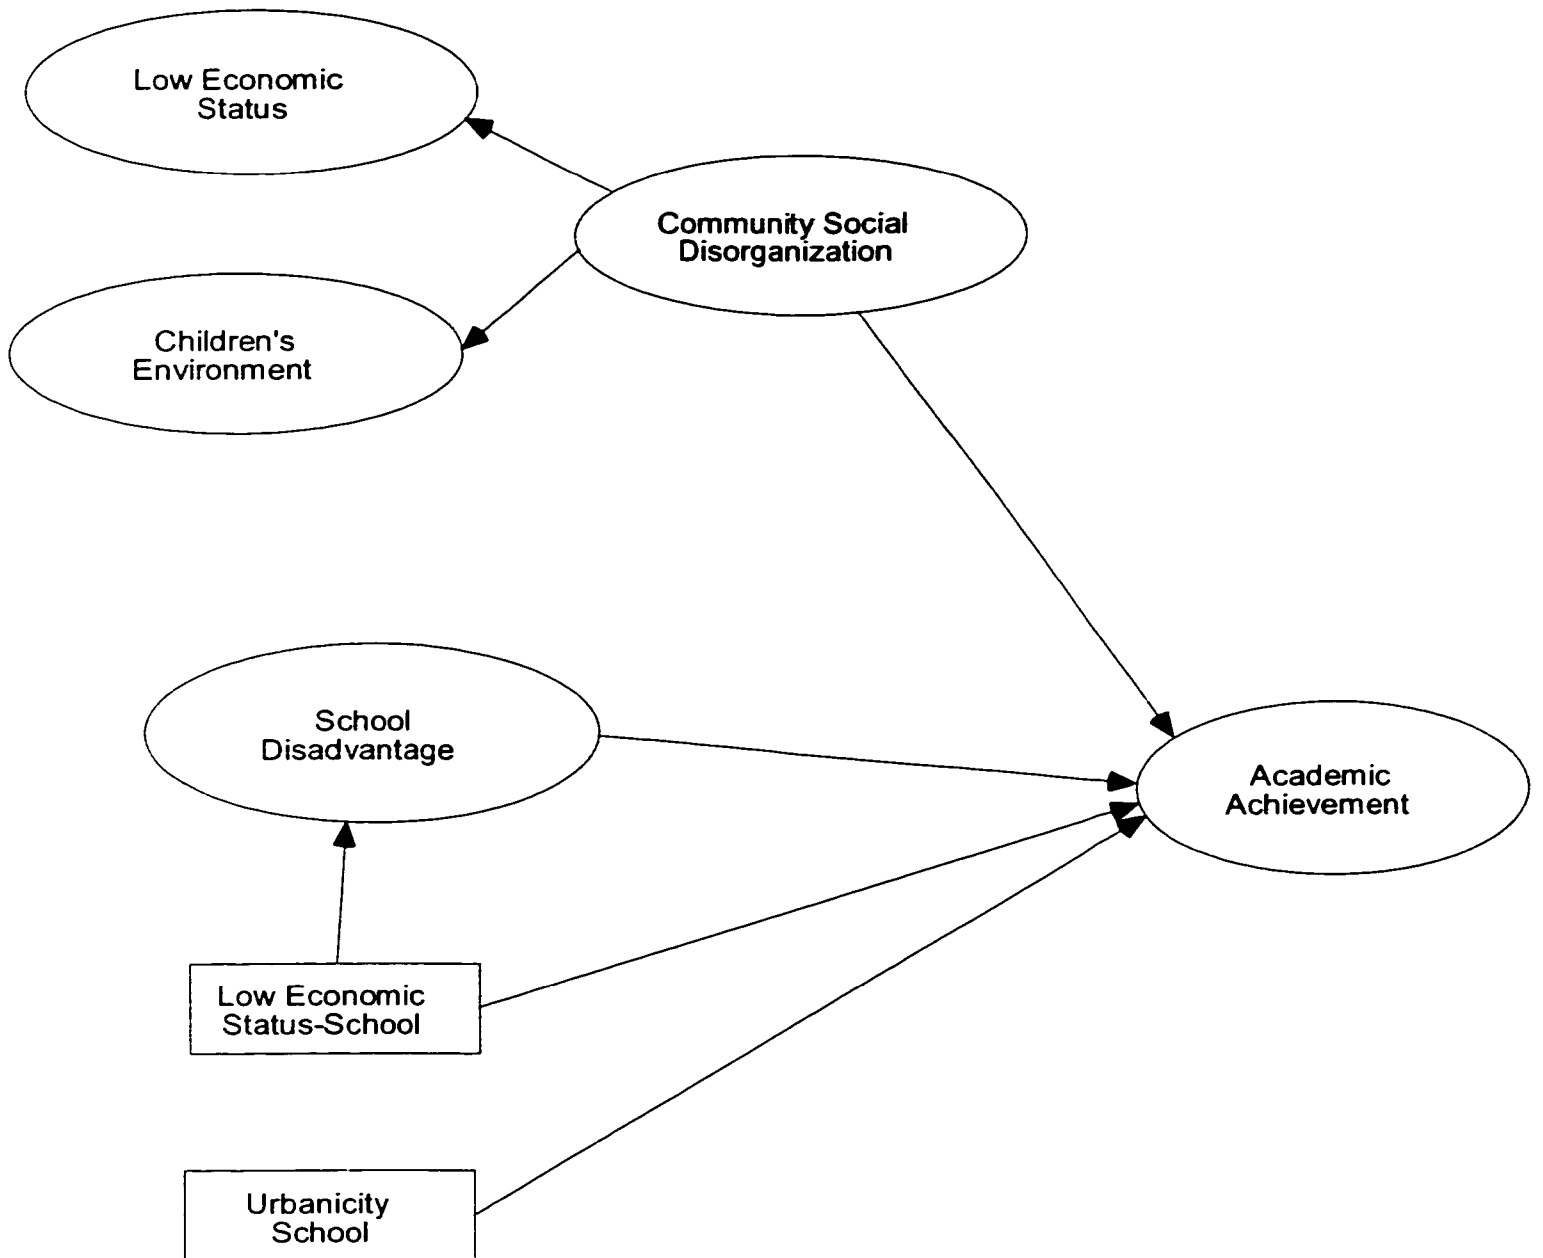 Low Economic
Status
Community Social
Disorganization
Children's
Environment
School
Disadvantage
Academic
Achievement
Low Economic
Status-School
Urbanicity
School